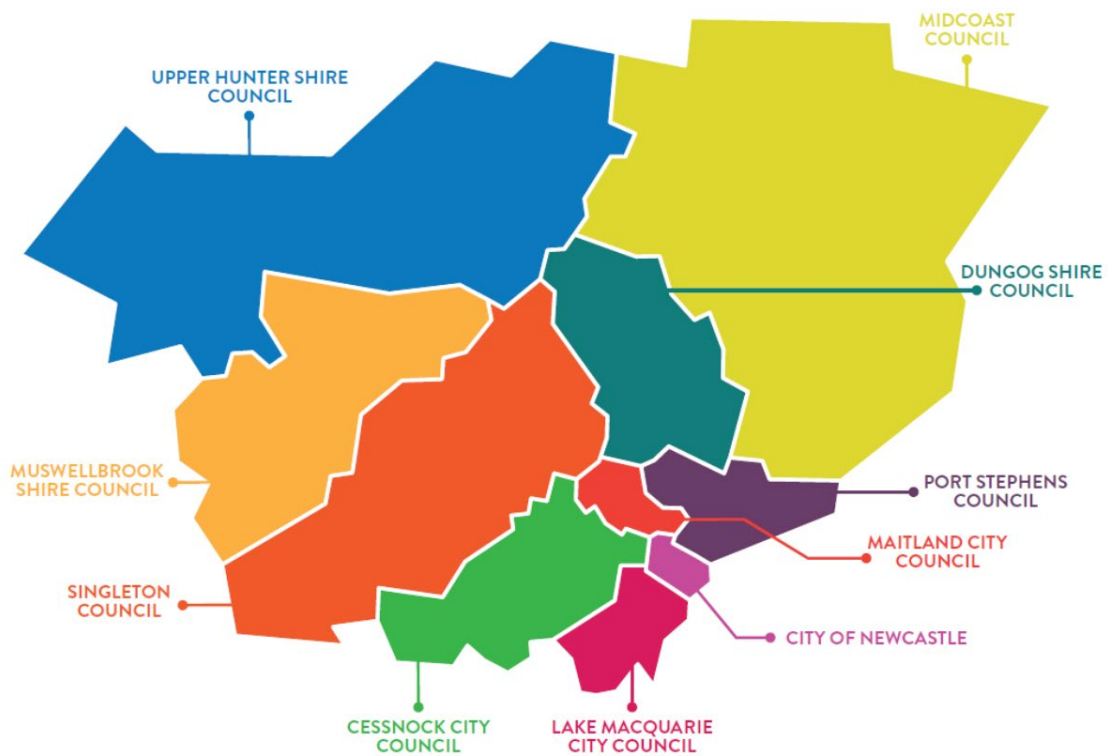 MIDCOAST
COUNCIL
UPPER HUNTER SHIRE
COUNCIL
DUNGOG SHIRE
COUNCIL
MUSWELLBROOK
SHIRE COUNCIL
PORT STEPHENS
COUNCIL
MAITLAND CITY
COUNCIL
SINGLETON
COUNCIL
CITY OF NEWCASTLE
CESSNOCK CITY
COUNCIL
LAKE MACQUARIE
CITY COUNCIL